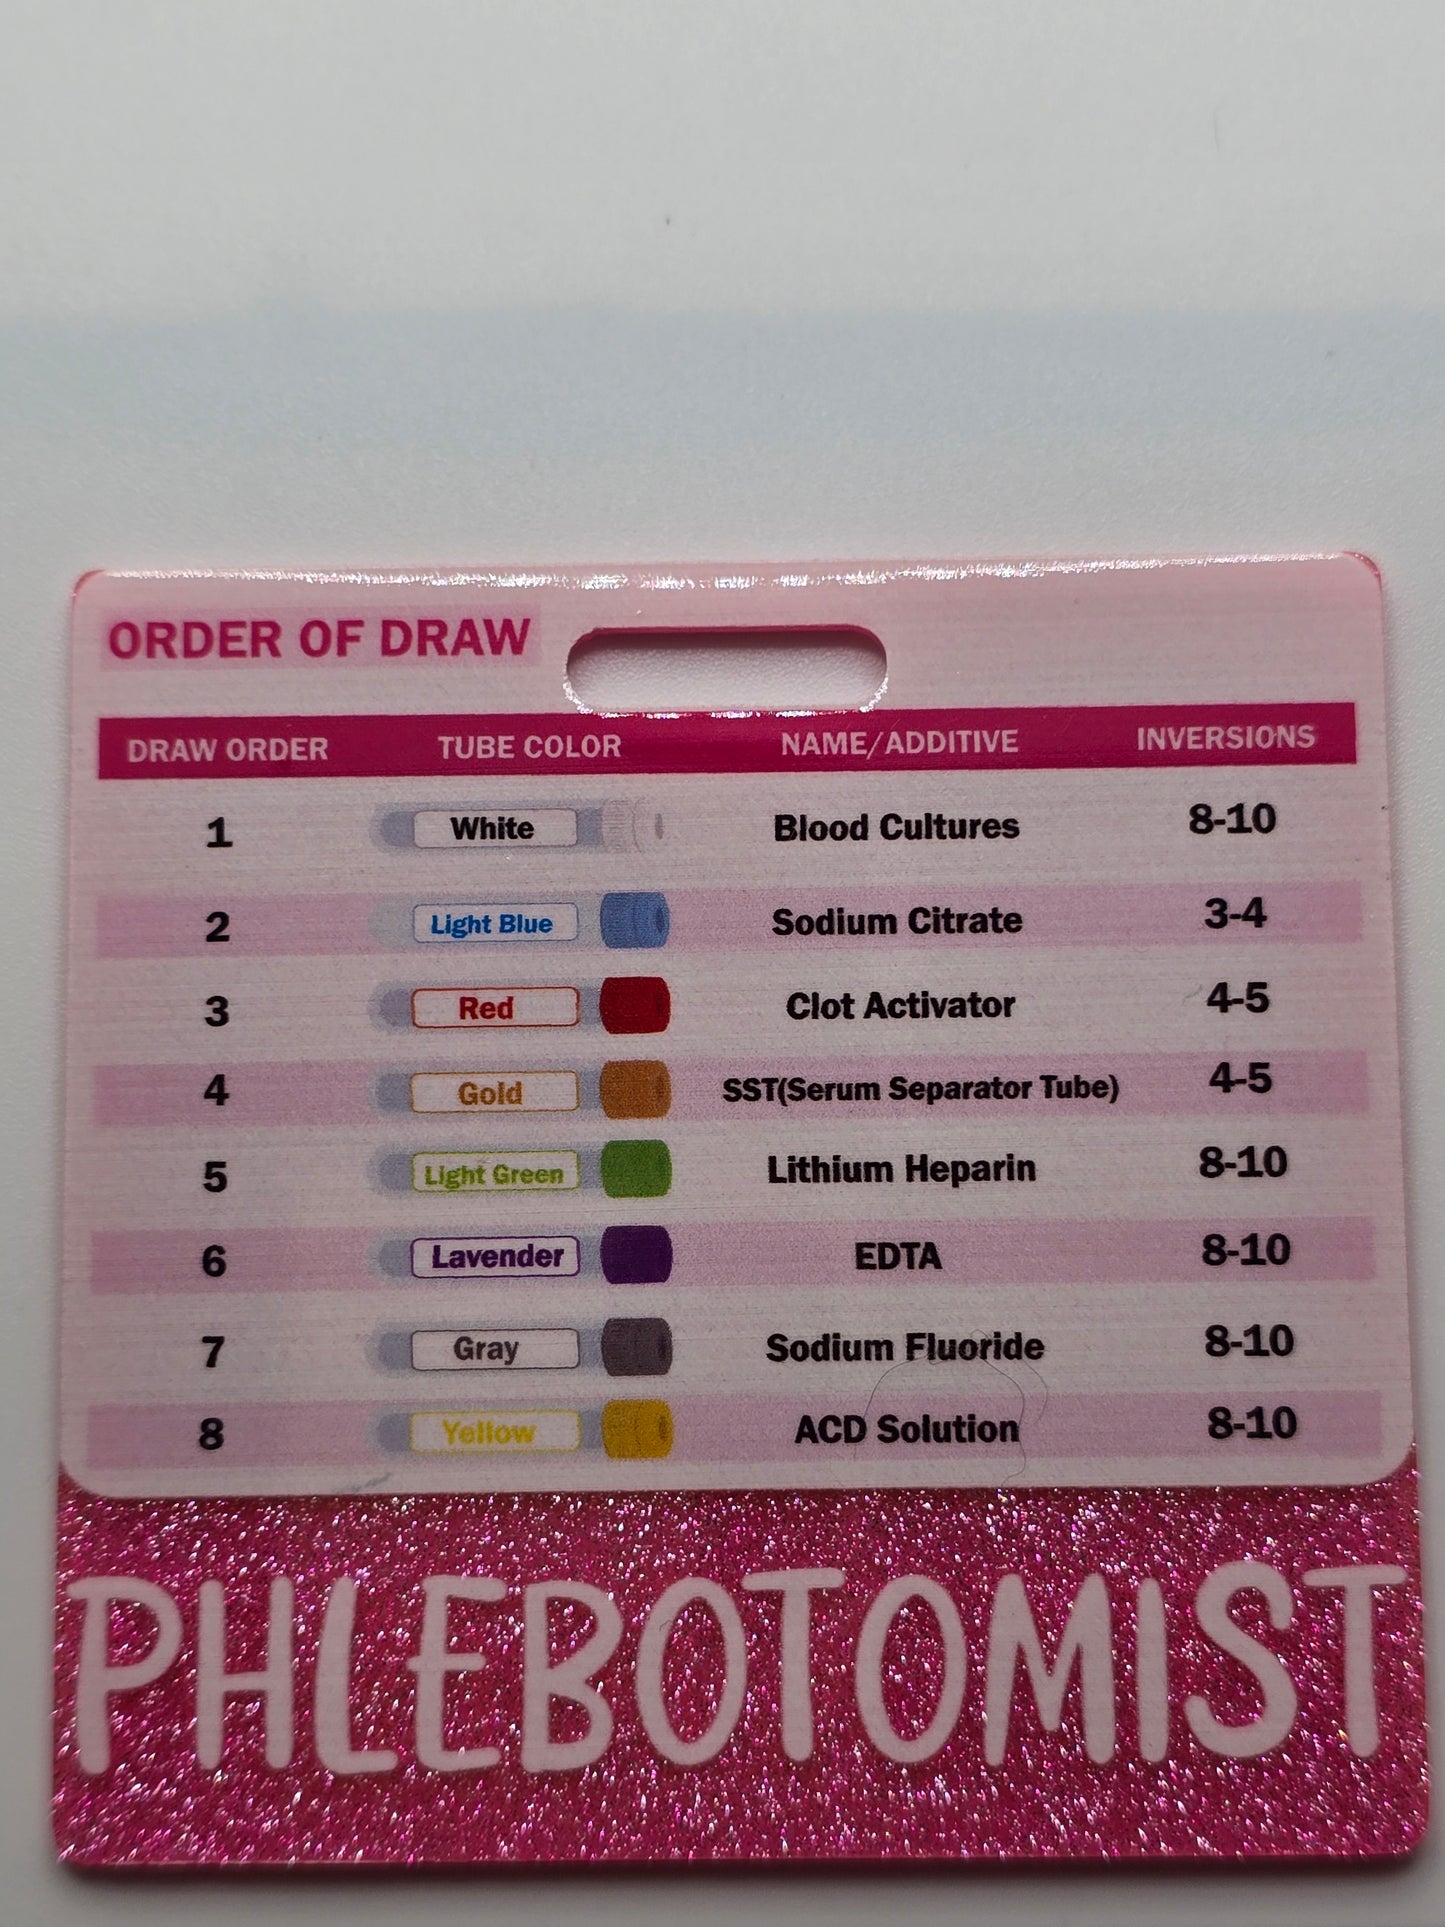 ORDER OF DRAW
DRAW ORDER TUBE COLOR NAME/ADDITIVE INVERSIONS
1 White Blood Cultures 8-10
2 Light Blue Sodium Citrate 3-4
3 Red Clot Activator 4-5
4 Gold SST(Serum Separator Tube) 4-5
5 Light Green Lithium Heparin 8-10
6 Lavender EDTA 8-10
7 Gray Sodium Fluoride 8-10
8 Yellow ACD Solution 8-10
PHLEBOTOMIST